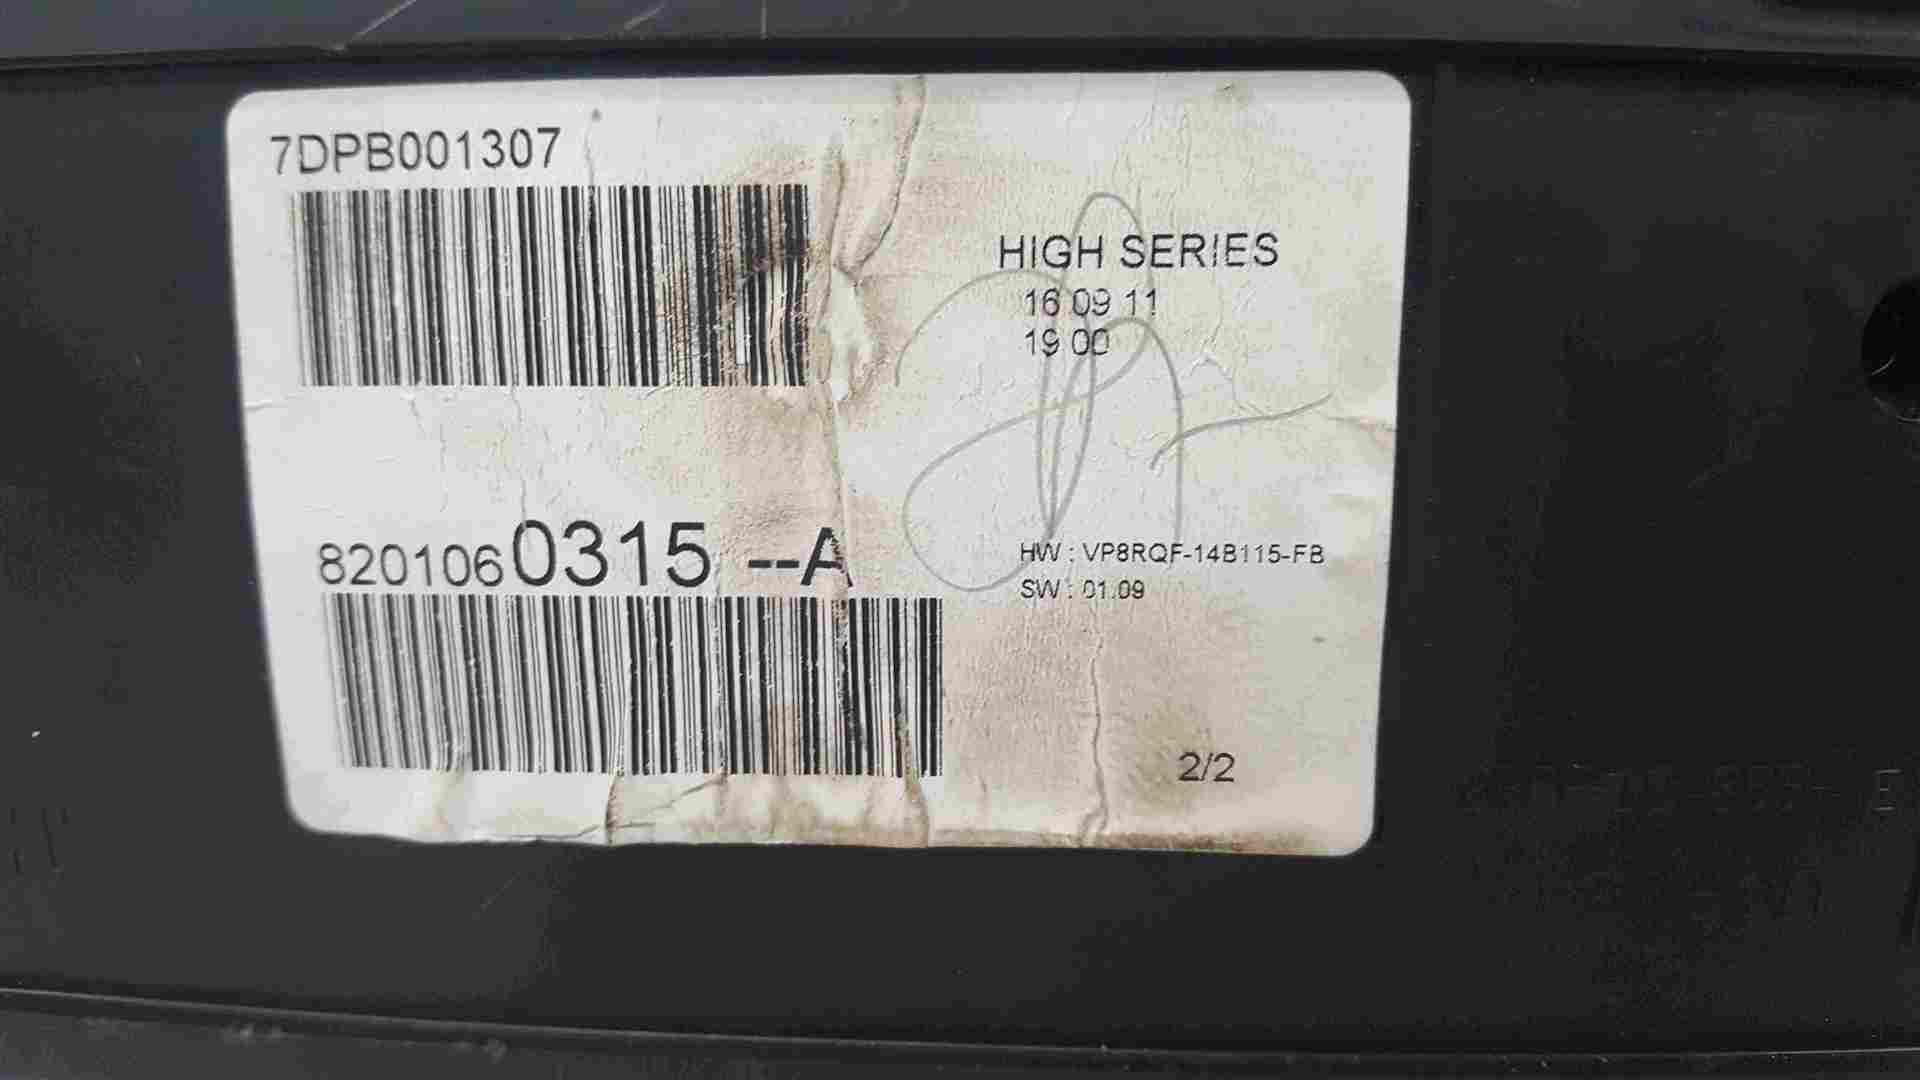 7DPB001307
HIGH SERIES
16 09 11
19 00
8201060315 --A
HW : VP8RQF-14B115-FB
SW : 01.09
2/2
E